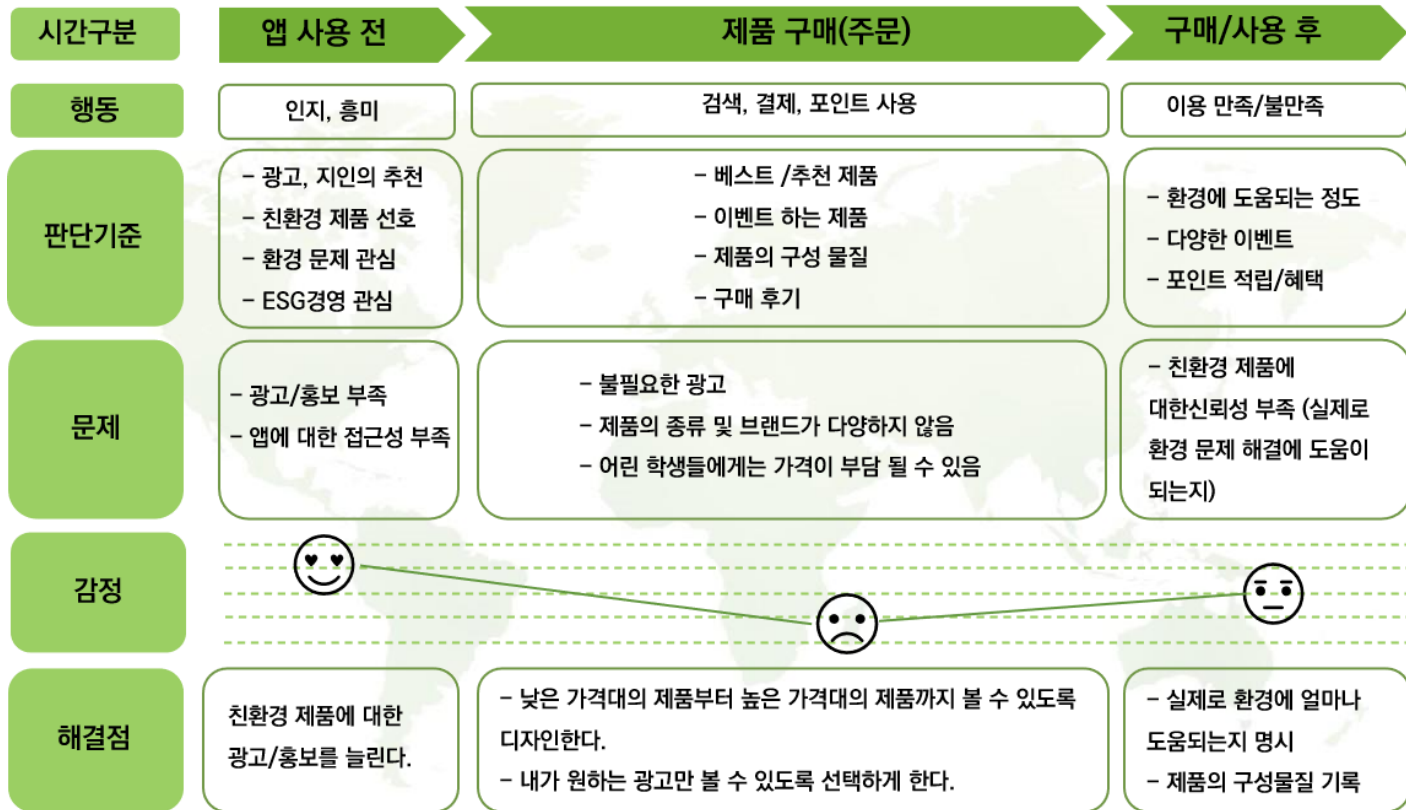 시간구분
앱 사용 전
제품 구매(주문)
구매/사용 후
행동
인지, 흥미
검색, 결제, 포인트 사용
이용 만족/불만족
판단기준
– 광고, 지인의 추천
– 친환경 제품 선호
– 환경 문제 관심
– ESG경영 관심
– 베스트 /추천 제품
– 이벤트 하는 제품
– 제품의 구성 물질
– 구매 후기
– 환경에 도움되는 정도
– 다양한 이벤트
– 포인트 적립/혜택
문제
– 광고/홍보 부족
– 앱에 대한 접근성 부족
– 불필요한 광고
– 제품의 종류 및 브랜드가 다양하지 않음
– 어린 학생들에게는 가격이 부담 될 수 있음
– 친환경 제품에
대한신뢰성 부족 (실제로
환경 문제 해결에 도움이
되는지)
감정
해결점
친환경 제품에 대한
광고/홍보를 늘린다.
– 낮은 가격대의 제품부터 높은 가격대의 제품까지 볼 수 있도록
디자인한다.
– 내가 원하는 광고만 볼 수 있도록 선택하게 한다.
– 실제로 환경에 얼마나
도움되는지 명시
– 제품의 구성물질 기록